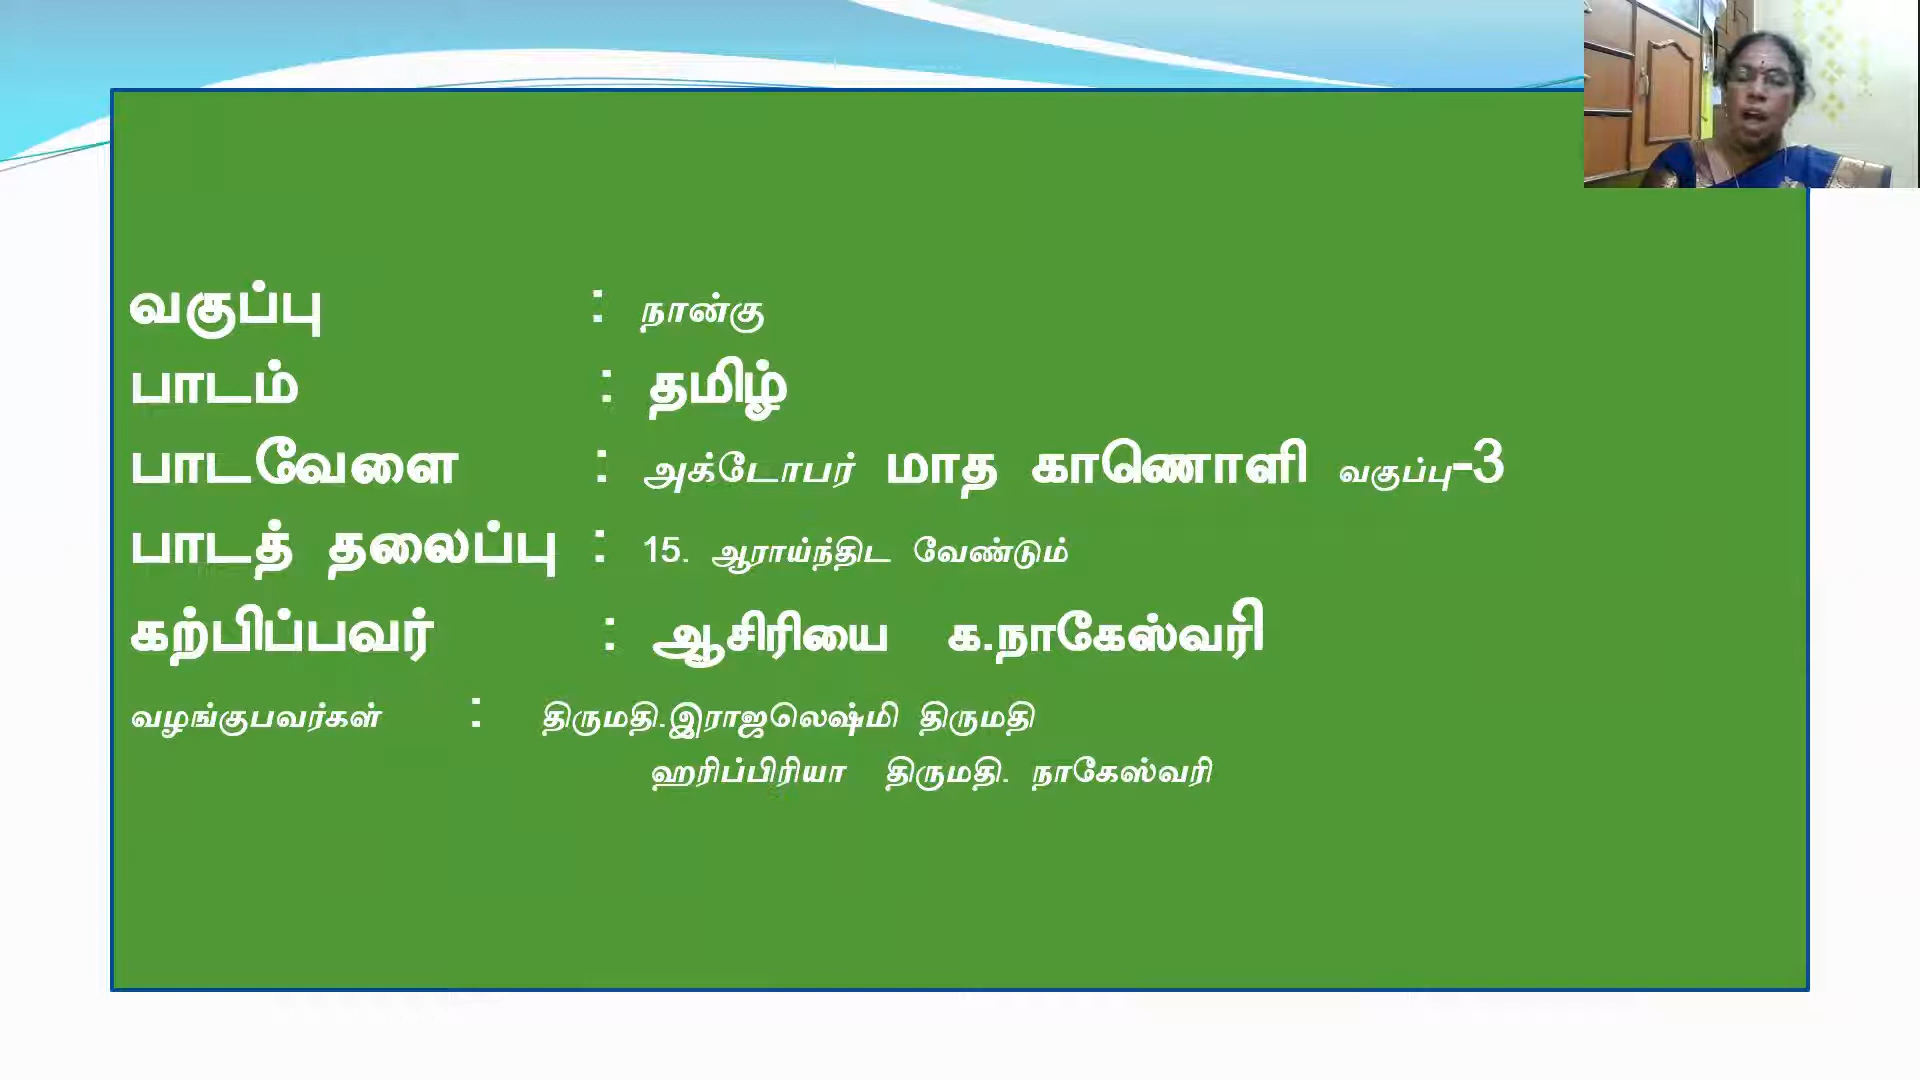 வகுப்பு : நான்கு
பாடம் : தமிழ்
பாடவேளை : அக்டோபர் மாத காணொளி வகுப்பு-3
பாடத் தலைப்பு : 15. ஆராய்ந்திட வேண்டும்
கற்பிப்பவர் : ஆசிரியை க.நாகேஸ்வரி
வழங்குபவர்கள் : திருமதி.இராஜலெஷ்மி திருமதி
ஹரிப்பிரியா திருமதி. நாகேஸ்வரி